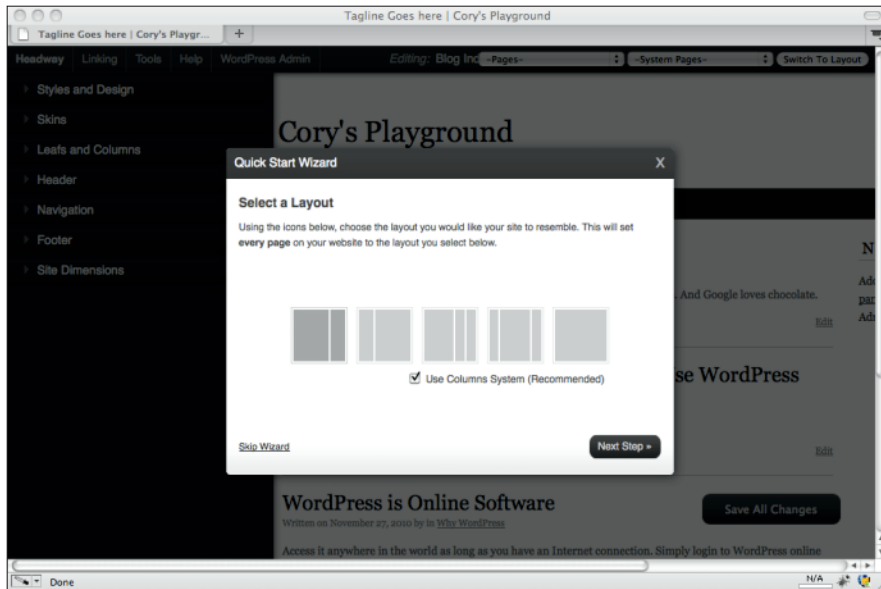 Tagline Goes here | Cory's Playground
Tagline Goes here | Cory's Playgr...
+
Headway Linking Tools Help WordPress Admin Editing: Blog Ind -Pages- -System Pages- Switch To Layout
Styles and Design
Skins
Leafs and Columns
Header
Navigation
Footer
Site Dimensions
Cory's Playground
Quick Start Wizard X
Select a Layout
Using the icons below, choose the layout you would like your site to resemble. This will set
every page on your website to the layout you select below.
Use Columns System (Recommended)
Skip Wizard Next Step »
N
Add
. And Google loves chocolate.
par
Adm
Edit
se WordPress
Edit
WordPress is Online Software
Written on November 27, 2010 by in Why WordPress
Save All Changes
Access it anywhere in the world as long as you have an Internet connection. Simply login to WordPress online
Done N/A